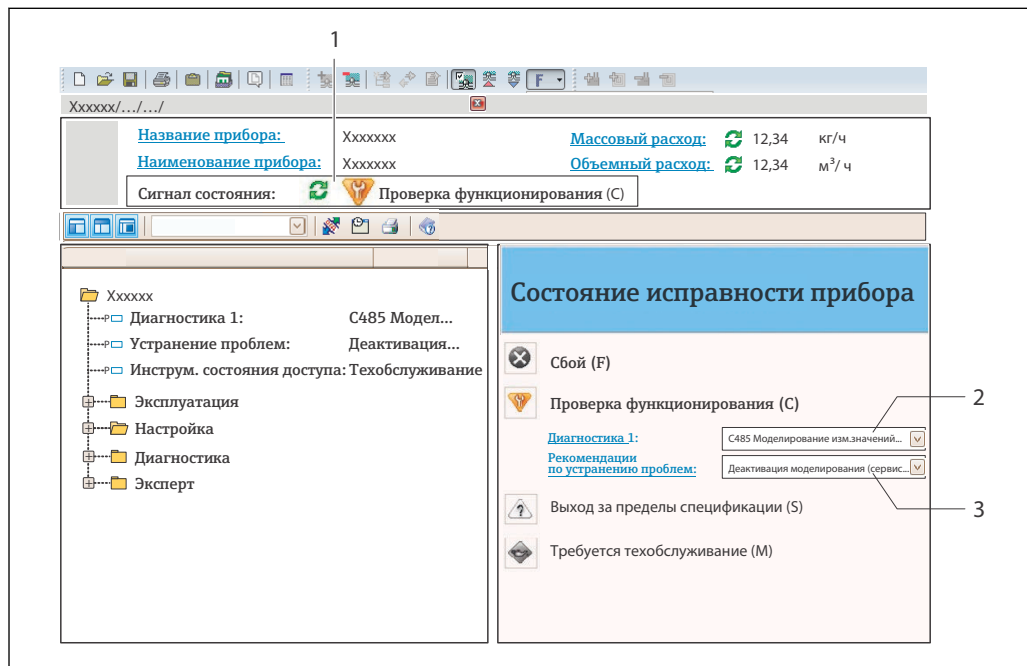 1
F
Xxxxxx/.../.../
Название прибора: Xxxxxxx Массовый расход: 12,34 кг/ч
Наименование прибора: Xxxxxxx Объемный расход: 12,34 м³/ ч
Сигнал состояния: Проверка функционирования (C)
Xxxxxx
P Диагностика 1: C485 Модел...
P Устранение проблем: Деактивация...
P Инструм. состояния доступа: Техобслуживание
Эксплуатация
Настройка
Диагностика
Эксперт
Состояние исправности прибора
Сбой (F)
Проверка функционирования (C)
2
Диагностика 1: C485 Моделирование изм.значений...
Рекомендации
по устранению проблем: Деактивация моделирования (сервис...
3
Выход за пределы спецификации (S)
Требуется техобслуживание (M)